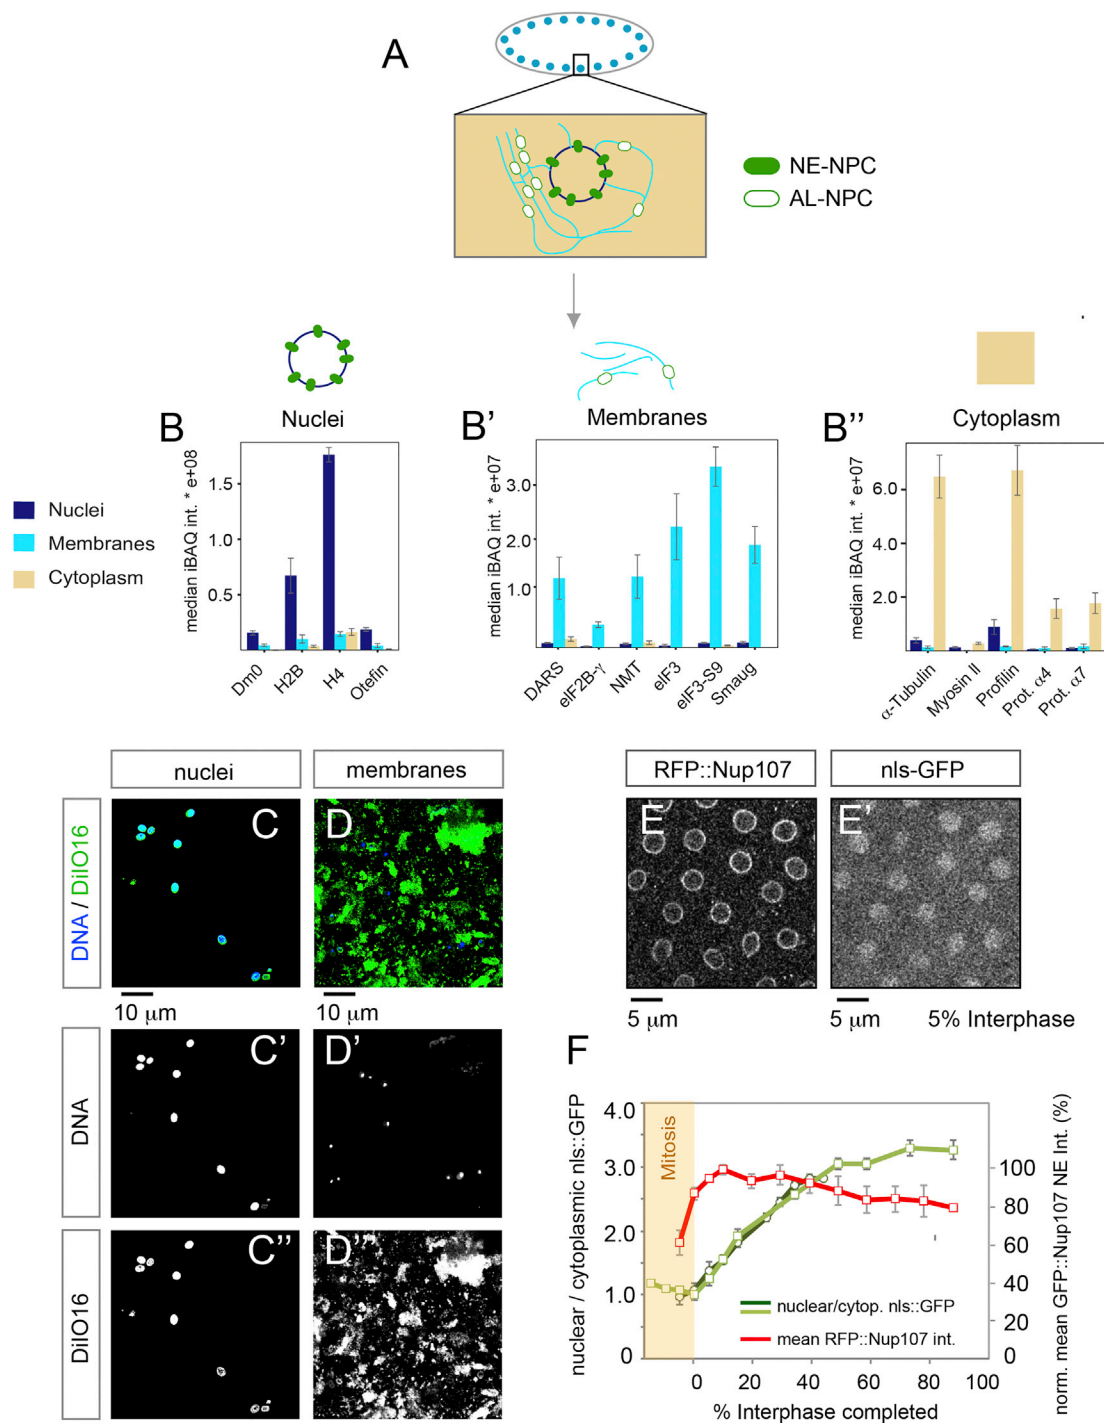 A
NE-NPC
AL-NPC
Nuclei
Membranes
Cytoplasm
B
B'
B''
Nuclei
Membranes
Cytoplasm
median iBAQ int. * e+08
1.5
1.0
0.5
Dm0
H2B
H4
Otefin
median iBAQ int. * e+07
3.0
2.0
1.0
DARS
eIF2B-γ
NMT
eIF3
eIF3-S9
Smaug
median iBAQ int. * e+07
6.0
4.0
2.0
α-Tubulin
Myosin II
Profilin
Prot. α4
Prot. α7
nuclei
membranes
RFP::Nup107
nls-GFP
DNA / DiIO16
C
D
E
E'
10 μm
10 μm
5 μm
5 μm
5% Interphase
DNA
C'
D'
DiIO16
C''
D''
F
nuclear / cytoplasmic nls::GFP
4.0
3.0
2.0
1.0
0
Mitosis
nuclear/cytop. nls::GFP
mean RFP::Nup107 int.
100
80
60
40
20
0
norm. mean GFP::Nup107 NE Int. (%)
0
20
40
60
80
100
% Interphase completed